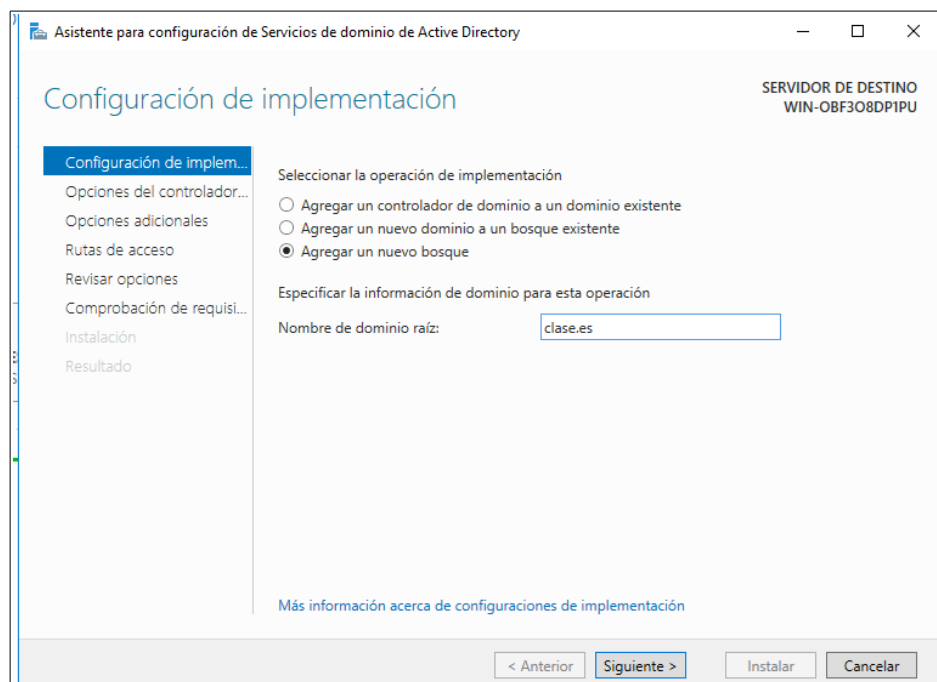 Asistente para configuración de Servicios de dominio de Active Directory
Configuración de implementación
SERVIDOR DE DESTINO
WIN-OBF3O8DP1PU
Configuración de implem...
Opciones del controlador...
Opciones adicionales
Rutas de acceso
Revisar opciones
Comprobación de requisi...
Instalación
Resultado
Seleccionar la operación de implementación
Agregar un controlador de dominio a un dominio existente
Agregar un nuevo dominio a un bosque existente
Agregar un nuevo bosque
Especificar la información de dominio para esta operación
Nombre de dominio raíz: clase.es
Más información acerca de configuraciones de implementación
< Anterior Siguiente > Instalar Cancelar